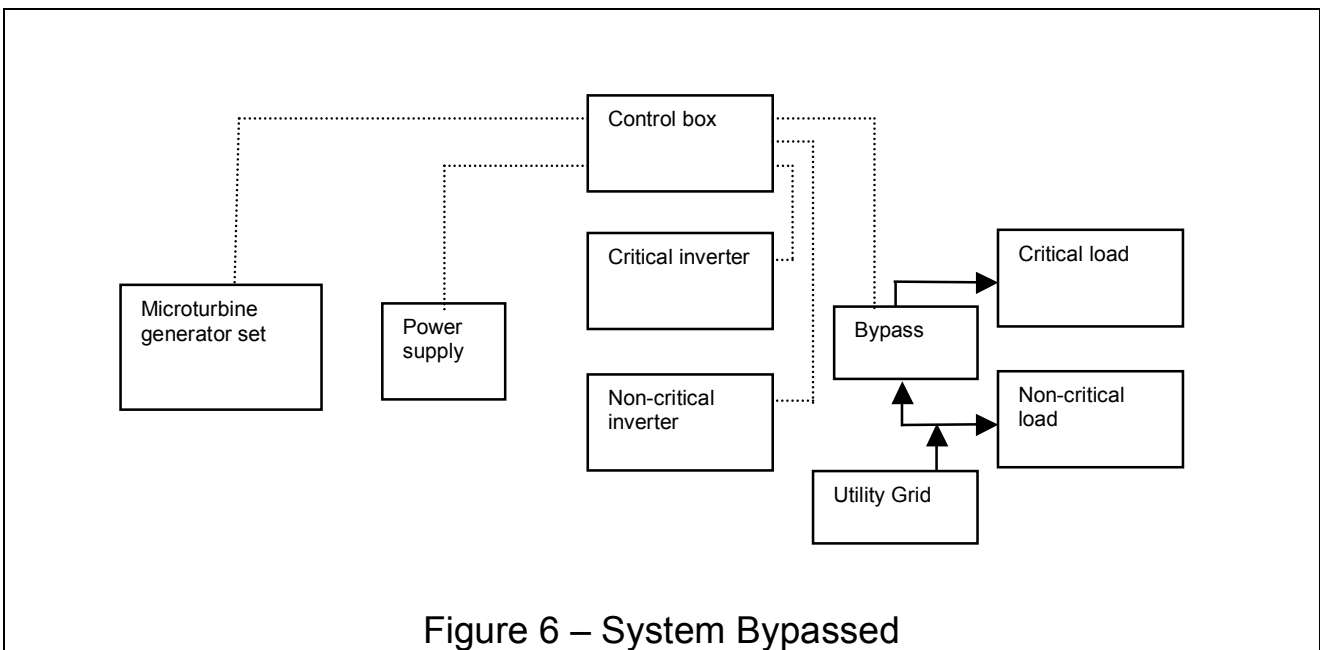 Control box
Critical inverter
Critical load
Microturbine
generator set
Power
supply
Bypass
Non-critical
inverter
Non-critical
load
Utility Grid
Figure 6 – System Bypassed